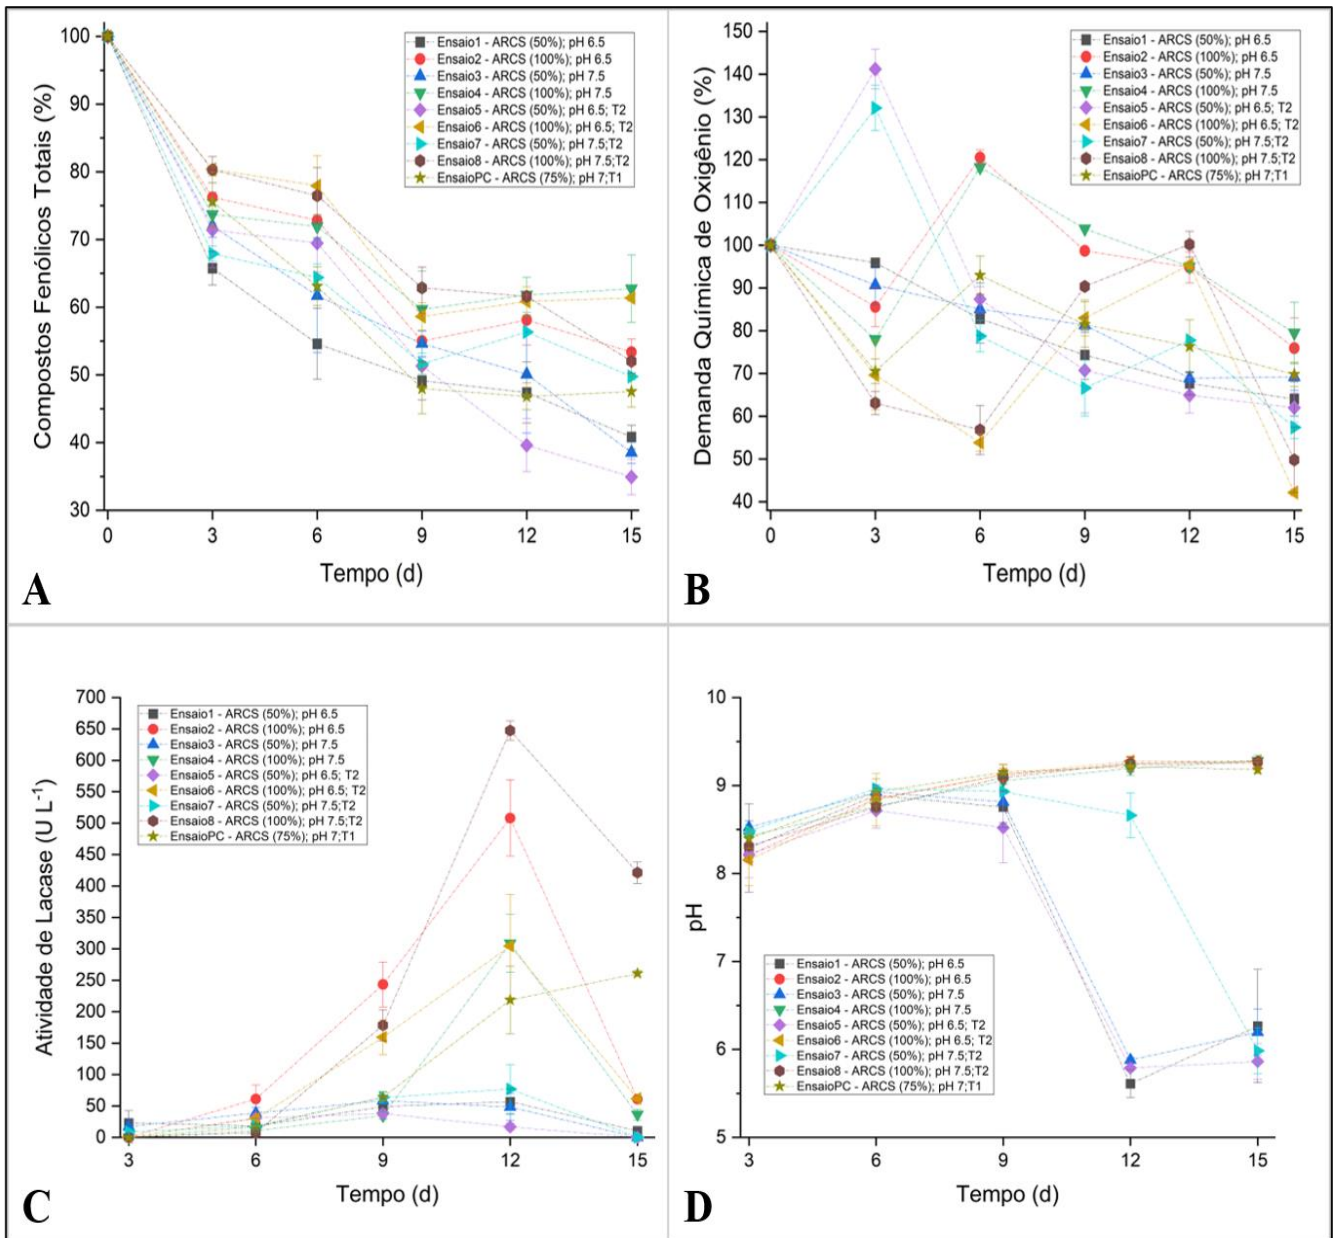 Compostos Fenólicos Totais (%)
100
90
80
70
60
50
40
30
Ensaio1 - ARCS (50%); pH 6.5
Ensaio2 - ARCS (100%); pH 6.5
Ensaio3 - ARCS (50%); pH 7.5
Ensaio4 - ARCS (100%); pH 7.5
Ensaio5 - ARCS (50%); pH 6.5; T2
Ensaio6 - ARCS (100%); pH 6.5; T2
Ensaio7 - ARCS (50%); pH 7.5;T2
Ensaio8 - ARCS (100%); pH 7.5;T2
EnsaioPC - ARCS (75%); pH 7;T1
0 3 6 9 12 15
Tempo (d)
A
Demanda Química de Oxigênio (%)
150
140
130
120
110
100
90
80
70
60
50
40
Ensaio1 - ARCS (50%); pH 6.5
Ensaio2 - ARCS (100%); pH 6.5
Ensaio3 - ARCS (50%); pH 7.5
Ensaio4 - ARCS (100%); pH 7.5
Ensaio5 - ARCS (50%); pH 6.5; T2
Ensaio6 - ARCS (100%); pH 6.5; T2
Ensaio7 - ARCS (50%); pH 7.5;T2
Ensaio8 - ARCS (100%); pH 7.5;T2
EnsaioPC - ARCS (75%); pH 7;T1
0 3 6 9 12 15
Tempo (d)
B
Atividade de Lacase (U L⁻¹)
700
650
600
550
500
450
400
350
300
250
200
150
100
50
0
Ensaio1 - ARCS (50%); pH 6.5
Ensaio2 - ARCS (100%); pH 6.5
Ensaio3 - ARCS (50%); pH 7.5
Ensaio4 - ARCS (100%); pH 7.5
Ensaio5 - ARCS (50%); pH 6.5; T2
Ensaio6 - ARCS (100%); pH 6.5; T2
Ensaio7 - ARCS (50%); pH 7.5;T2
Ensaio8 - ARCS (100%); pH 7.5;T2
EnsaioPC - ARCS (75%); pH 7;T1
3 6 9 12 15
Tempo (d)
C
pH
10
9
8
7
6
5
Ensaio1 - ARCS (50%); pH 6.5
Ensaio2 - ARCS (100%); pH 6.5
Ensaio3 - ARCS (50%); pH 7.5
Ensaio4 - ARCS (100%); pH 7.5
Ensaio5 - ARCS (50%); pH 6.5; T2
Ensaio6 - ARCS (100%); pH 6.5; T2
Ensaio7 - ARCS (50%); pH 7.5;T2
Ensaio8 - ARCS (100%); pH 7.5;T2
EnsaioPC - ARCS (75%); pH 7;T1
3 6 9 12 15
Tempo (d)
D